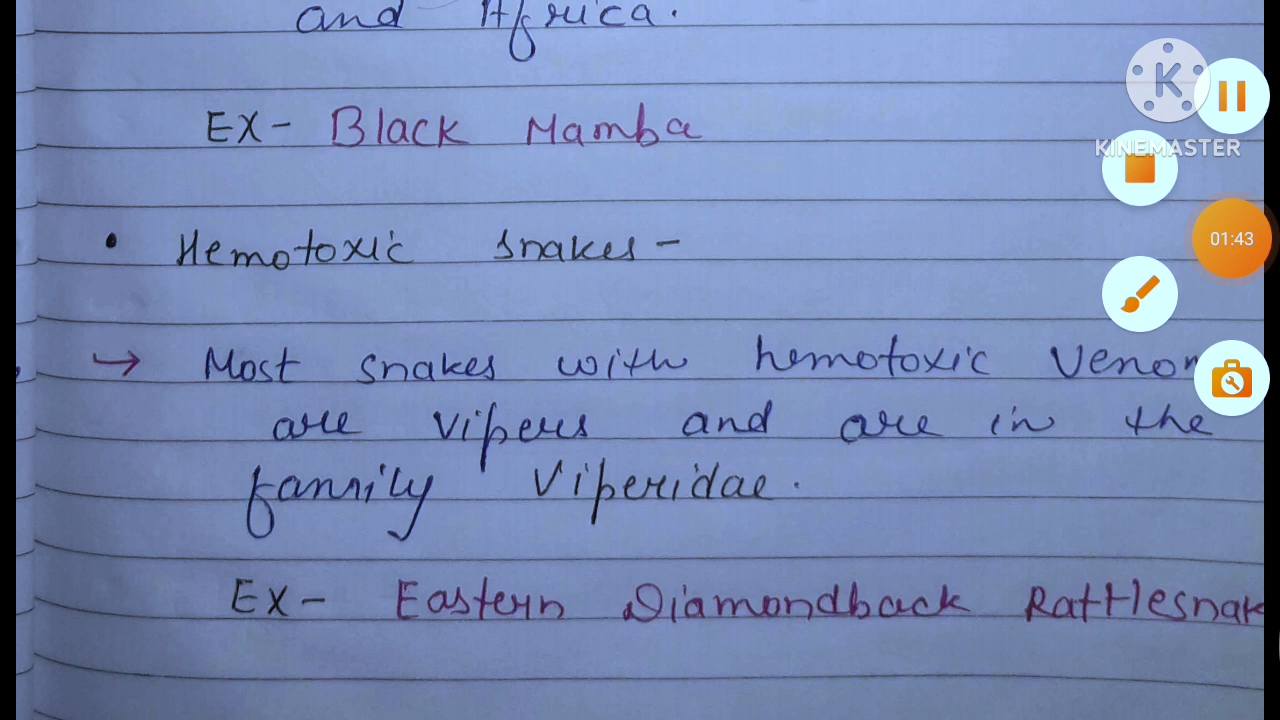 and Africa.
EX- Black Mamba
KINEMASTER
01:43
• Hemotoxic snakes-
→ Most snakes with hemotoxic Venom
are vipers and are in the
family Viperidae.
Ex- Eastern Diamondback Rattlesnak